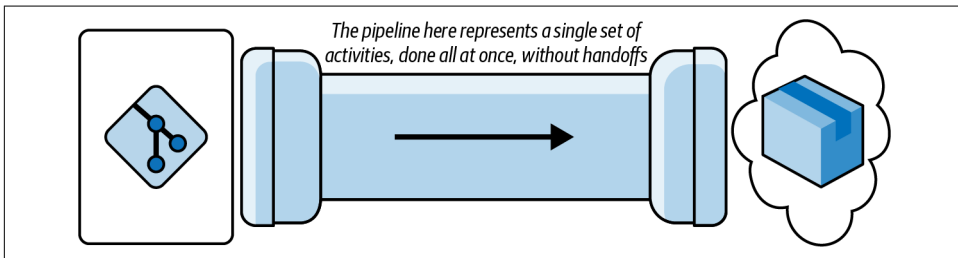 The pipeline here represents a single set of
activities, done all at once, without handoffs